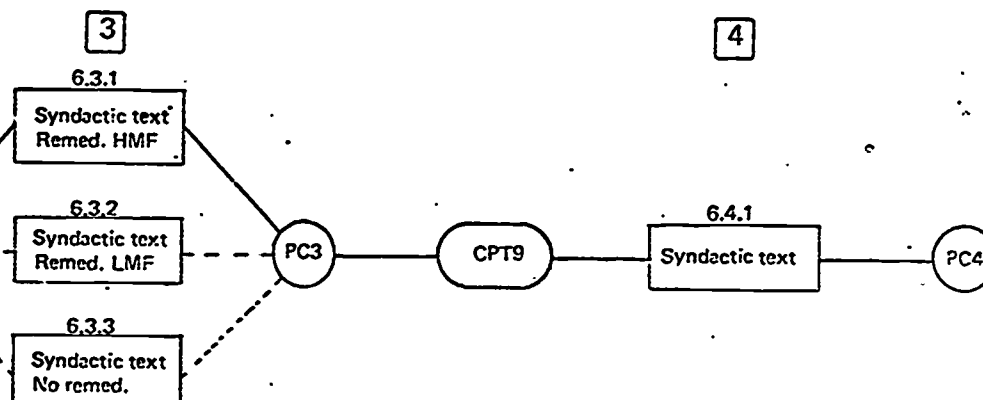 3
4
6.3.1
Syndactic text
Remed. HMF
6.3.2
Syndactic text
Remed. LMF
PC3
CPT9
6.4.1
Syndactic text
PC4
6.3.3
Syndactic text
No remed.